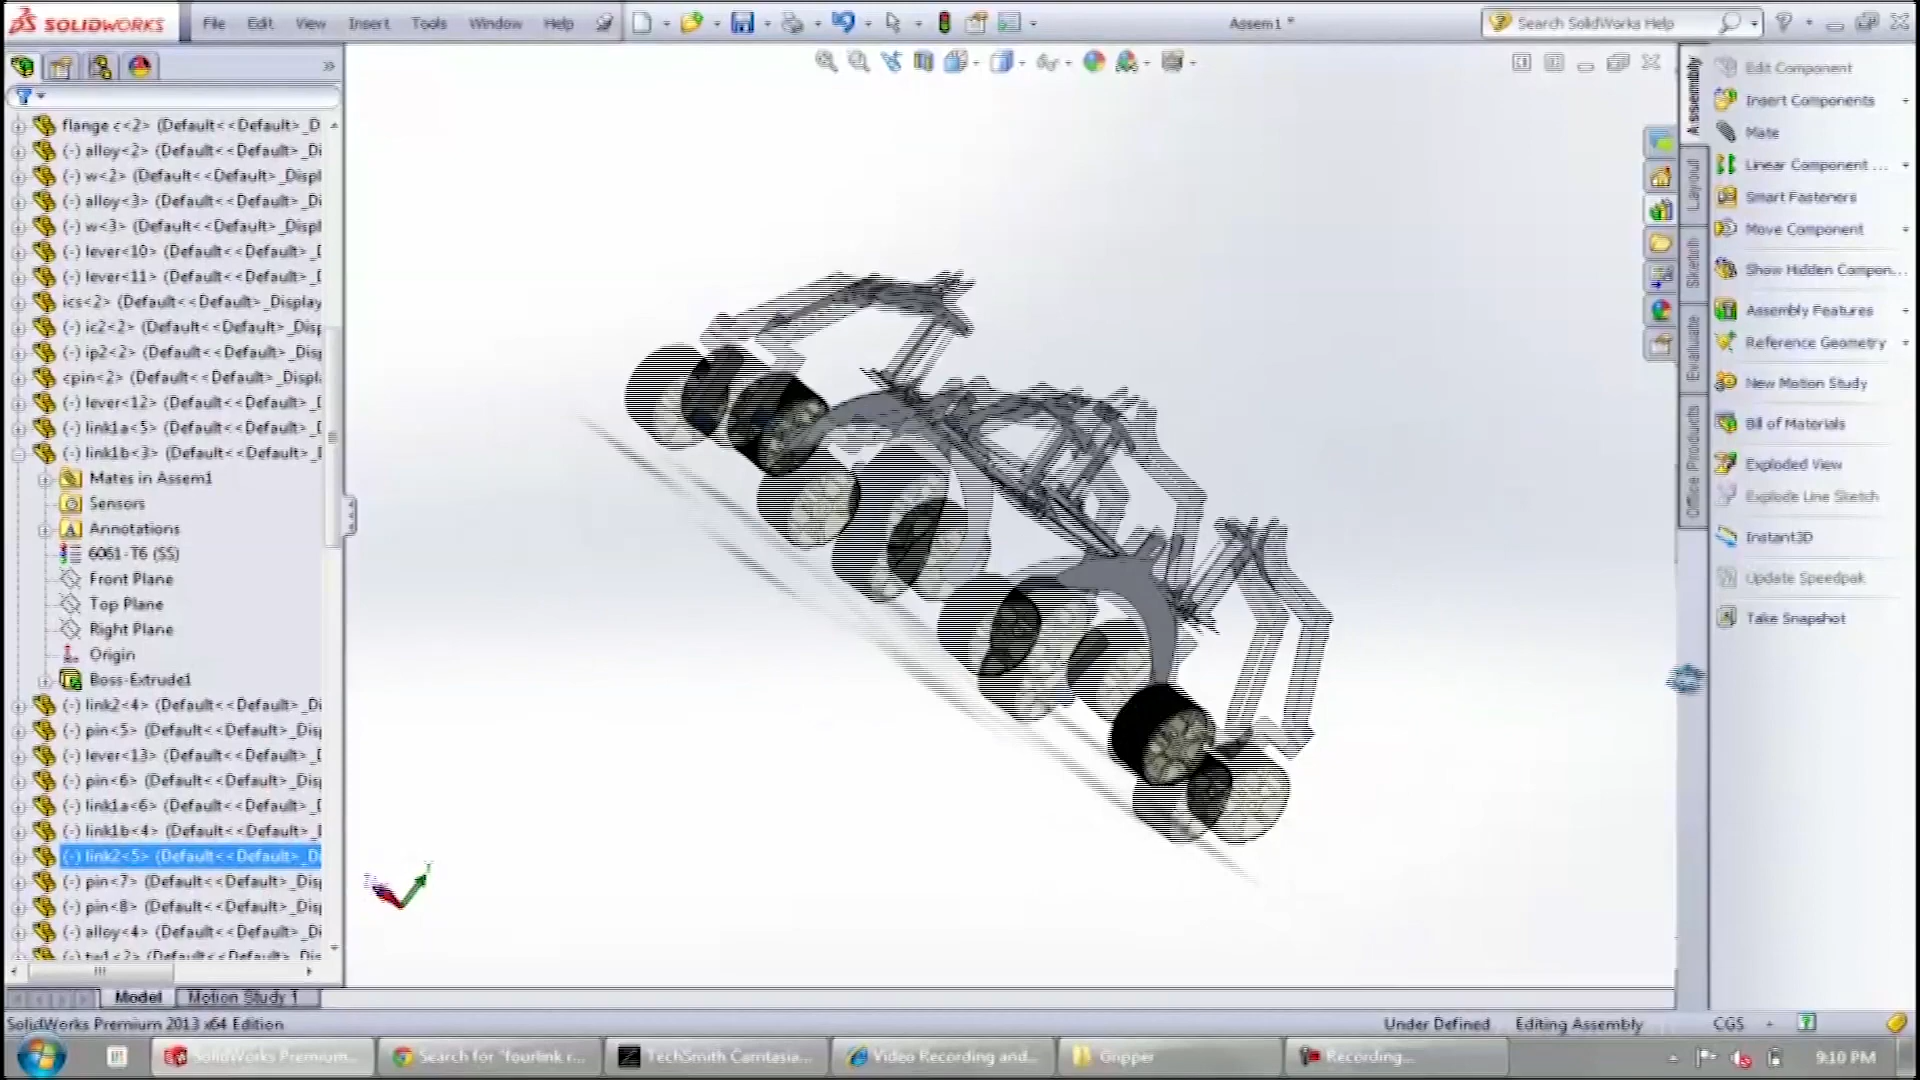 SOLIDWORKS File Edit View Insert Tools Window Help Assem1 * Search SolidWorks Help
flange c<2> (Default<<Default>_D
(-) alloy<2> (Default<<Default>_Di
(-) w<2> (Default<<Default>_Displ
(-) alloy<3> (Default<<Default>_Di
(-) w<3> (Default<<Default>_Displ
(-) lever<10> (Default<<Default>_
(-) lever<11> (Default<<Default>_
ics<2> (Default<<Default>_Display
(-) ic2<2> (Default<<Default>_Disp
(-) ip2<2> (Default<<Default>_Disp
cpin<2> (Default<<Default>_Displa
(-) lever<12> (Default<<Default>_
(-) link1a<5> (Default<<Default>_
(-) link1b<3> (Default<<Default>_
Mates in Assem1
Sensors
Annotations
6061-T6 (SS)
Front Plane
Top Plane
Right Plane
Origin
Boss-Extrude1
(-) link2<4> (Default<<Default>_Di
(-) pin<5> (Default<<Default>_Disp
(-) lever<13> (Default<<Default>_
(-) pin<6> (Default<<Default>_Disp
(-) link1a<6> (Default<<Default>_
(-) link1b<4> (Default<<Default>_
(-) link2<5> (Default<<Default>_Di
(-) pin<7> (Default<<Default>_Disp
(-) pin<8> (Default<<Default>_Disp
(-) alloy<4> (Default<<Default>_Di
Model Motion Study 1
Assembly
Layout
Sketch
Evaluate
Office Products
Edit Component
Insert Components
Mate
Linear Component ...
Smart Fasteners
Move Component
Show Hidden Compon...
Assembly Features
Reference Geometry
New Motion Study
Bill of Materials
Exploded View
Explode Line Sketch
Instant3D
Update Speedpak
Take Snapshot
SolidWorks Premium 2013 x64 Edition Under Defined Editing Assembly CGS
SolidWorks Premium... Search for "fourlink r... TechSmith Camtasia... Video Recording and... Gripper Recording... 9:10 PM